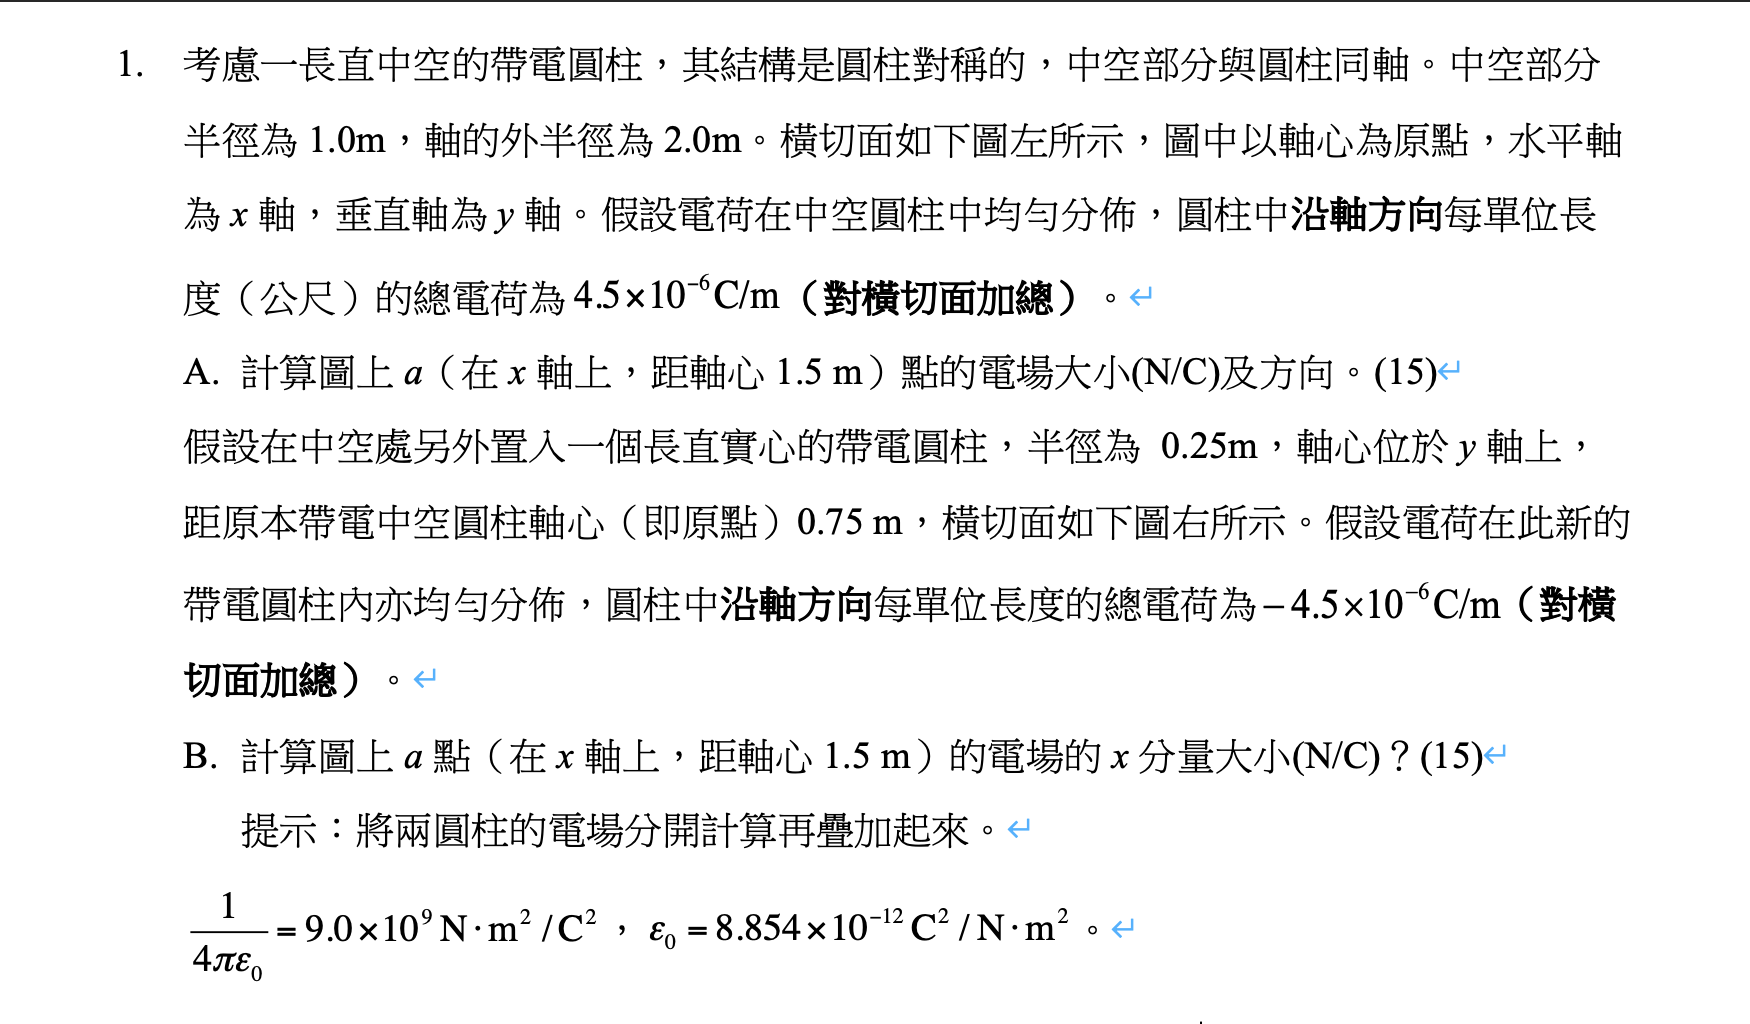 1. 考慮一長直中空的帶電圓柱，其結構是圓柱對稱的，中空部分與圓柱同軸。中空部分
半徑為 1.0m，軸的外半徑為 2.0m。橫切面如下圖左所示，圖中以軸心為原點，水平軸
為 x 軸，垂直軸為 y 軸。假設電荷在中空圓柱中均勻分佈，圓柱中沿軸方向每單位長
度（公尺）的總電荷為 4.5×10⁻⁶ C/m（對橫切面加總）。↵
A. 計算圖上 a（在 x 軸上，距軸心 1.5 m）點的電場大小(N/C)及方向。(15)↵
假設在中空處另外置入一個長直實心的帶電圓柱，半徑為 0.25m，軸心位於 y 軸上，
距原本帶電中空圓柱軸心（即原點）0.75 m，橫切面如下圖右所示。假設電荷在此新的
帶電圓柱內亦均勻分佈，圓柱中沿軸方向每單位長度的總電荷為 − 4.5×10⁻⁶ C/m（對橫
切面加總）。↵
B. 計算圖上 a 點（在 x 軸上，距軸心 1.5 m）的電場的 x 分量大小(N/C)？(15)↵
提示：將兩圓柱的電場分開計算再疊加起來。↵
1/4πε₀ = 9.0×10⁹ N·m² /C² ， ε₀ = 8.854×10⁻¹² C² / N·m² 。↵